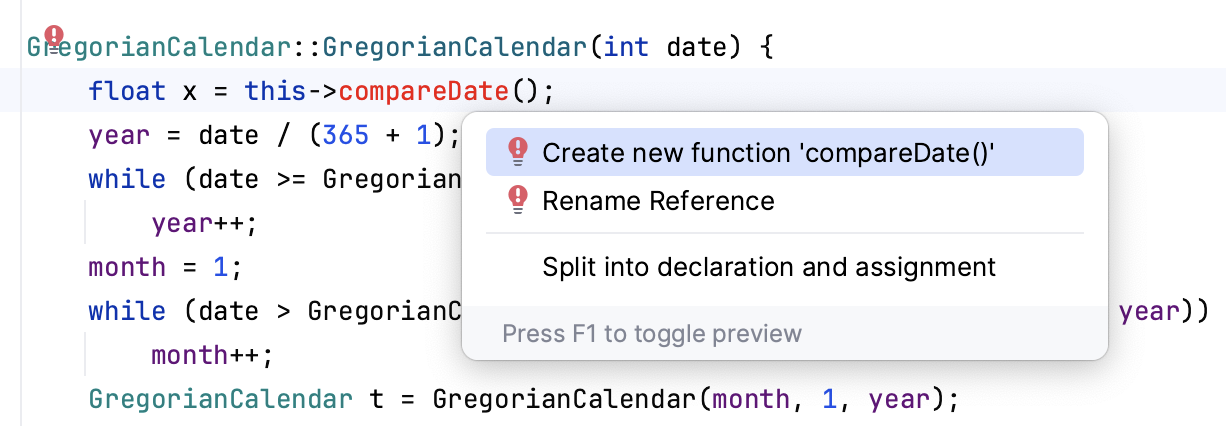 GregorianCalendar::GregorianCalendar(int date) {
float x = this->compareDate();
year = date / (365 + 1);
while (date >= Gregorian
year++;
month = 1;
while (date > GregorianC year))
month++;
GregorianCalendar t = GregorianCalendar(month, 1, year);
Create new function 'compareDate()'
Rename Reference
Split into declaration and assignment
Press F1 to toggle preview